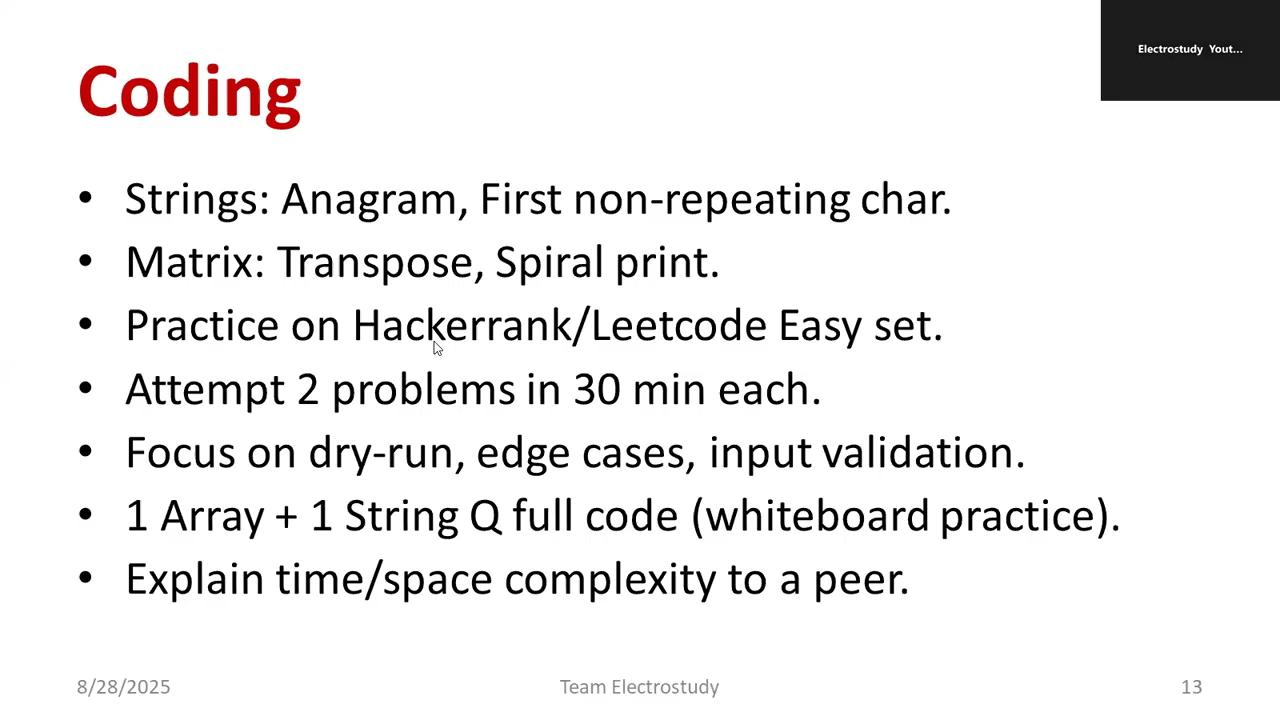 Electrostudy Yout...
Coding
• Strings: Anagram, First non-repeating char.
• Matrix: Transpose, Spiral print.
• Practice on Hackerrank/Leetcode Easy set.
• Attempt 2 problems in 30 min each.
• Focus on dry-run, edge cases, input validation.
• 1 Array + 1 String Q full code (whiteboard practice).
• Explain time/space complexity to a peer.
8/28/2025
Team Electrostudy
13